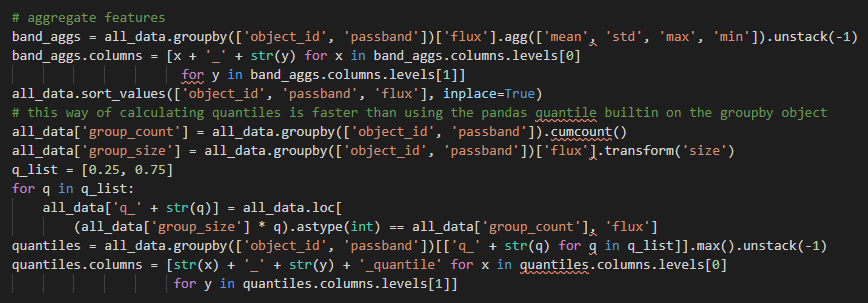 # aggregate features
band_aggs = all_data.groupby(['object_id', 'passband'])['flux'].agg(['mean', 'std', 'max', 'min']).unstack(-1)
band_aggs.columns = [x + '_' + str(y) for x in band_aggs.columns.levels[0]
                      for y in band_aggs.columns.levels[1]]
all_data.sort_values(['object_id', 'passband', 'flux'], inplace=True)
# this way of calculating quantiles is faster than using the pandas quantile builtin on the groupby object
all_data['group_count'] = all_data.groupby(['object_id', 'passband']).cumcount()
all_data['group_size'] = all_data.groupby(['object_id', 'passband'])['flux'].transform('size')
q_list = [0.25, 0.75]
for q in q_list:
    all_data['q_' + str(q)] = all_data.loc[
        (all_data['group_size'] * q).astype(int) == all_data['group_count'], 'flux']
quantiles = all_data.groupby(['object_id', 'passband'])[['q_' + str(q) for q in q_list]].max().unstack(-1)
quantiles.columns = [str(x) + '_' + str(y) + '_quantile' for x in quantiles.columns.levels[0]
                     for y in quantiles.columns.levels[1]]